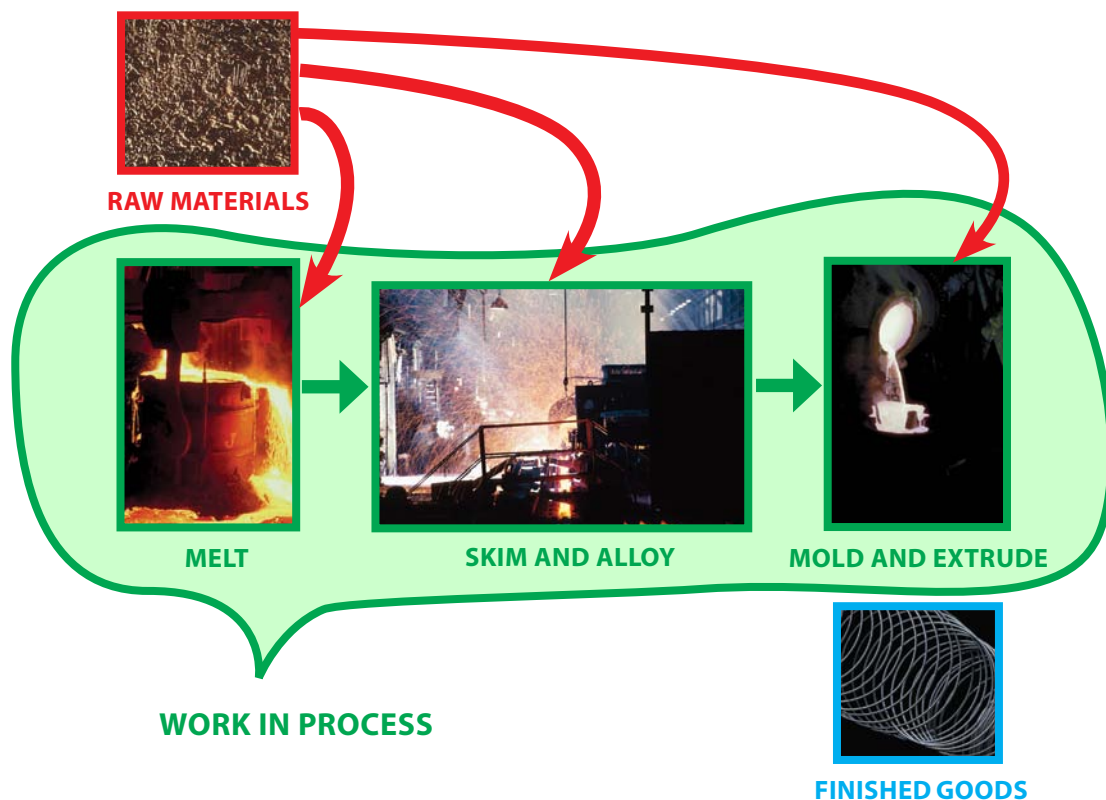 RAW MATERIALS
MELT
SKIM AND ALLOY
MOLD AND EXTRUDE
WORK IN PROCESS
FINISHED GOODS